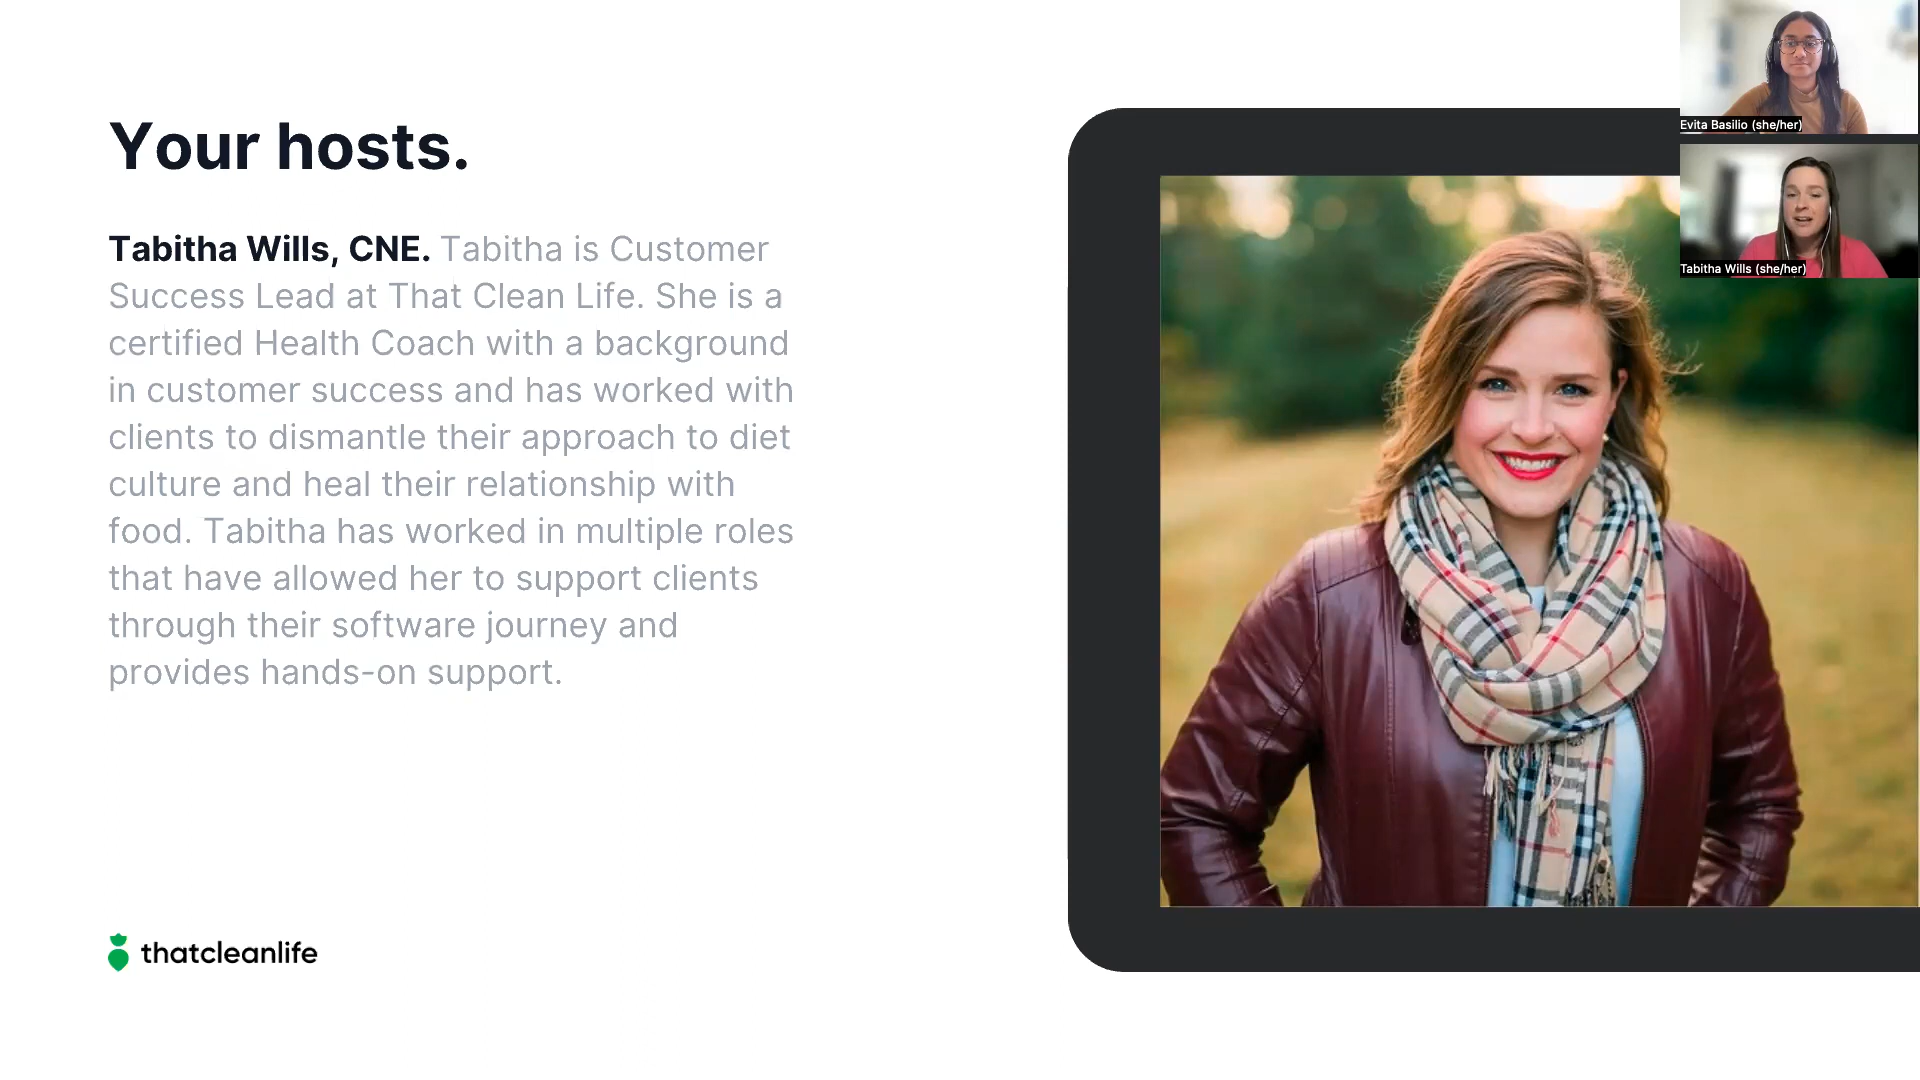 Your hosts.
Tabitha Wills, CNE. Tabitha is Customer
Success Lead at That Clean Life. She is a
certified Health Coach with a background
in customer success and has worked with
clients to dismantle their approach to diet
culture and heal their relationship with
food. Tabitha has worked in multiple roles
that have allowed her to support clients
through their software journey and
provides hands-on support.
thatcleanlife
Evita Basilio (she/her)
Tabitha Wills (she/her)